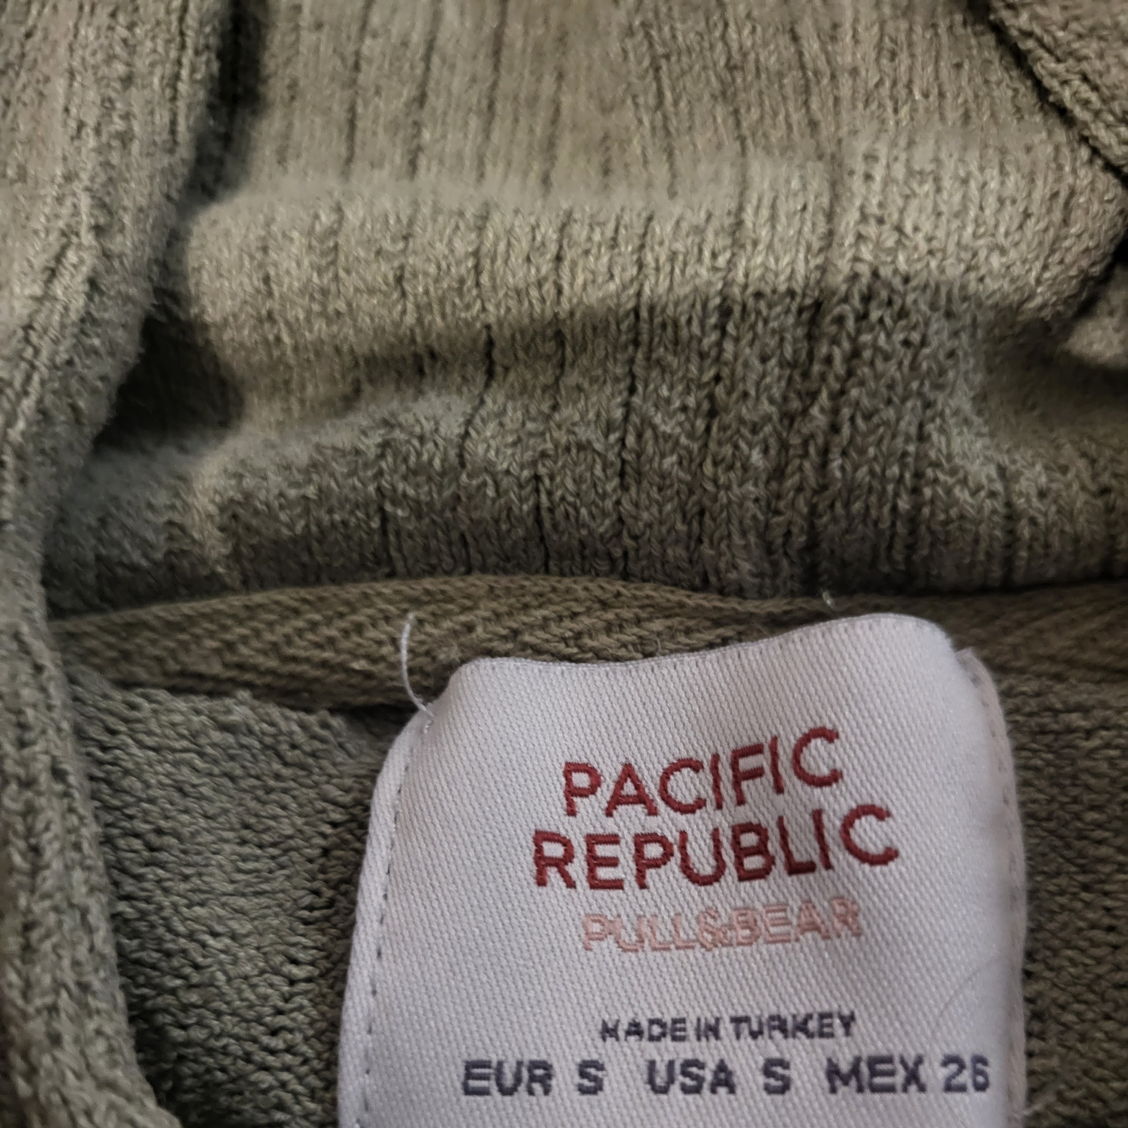 PACIFIC
REPUBLIC
PULL&BEAR
MADE IN TURKEY
EUR S USA S MEX 26